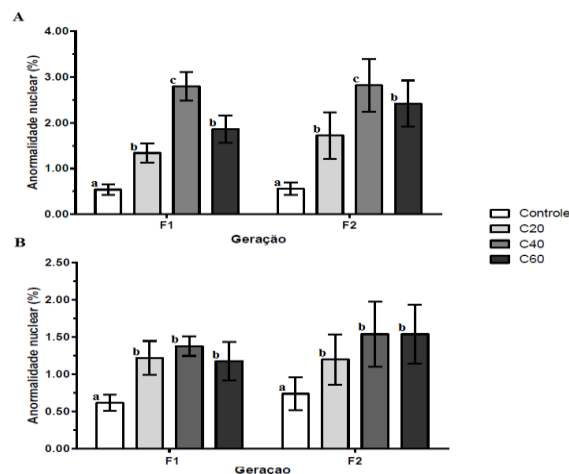 A
Anormalidade nuclear (%)
4.00
3.00
2.00
1.00
0.00
a
b
c
b
a
b
c
b
F1
F2
Geração
Controle
C20
C40
C60
B
Anormalidade nuclear (%)
2.50
2.00
1.50
1.00
0.50
0.00
a
b
b
b
a
b
b
b
F1
F2
Geraçao